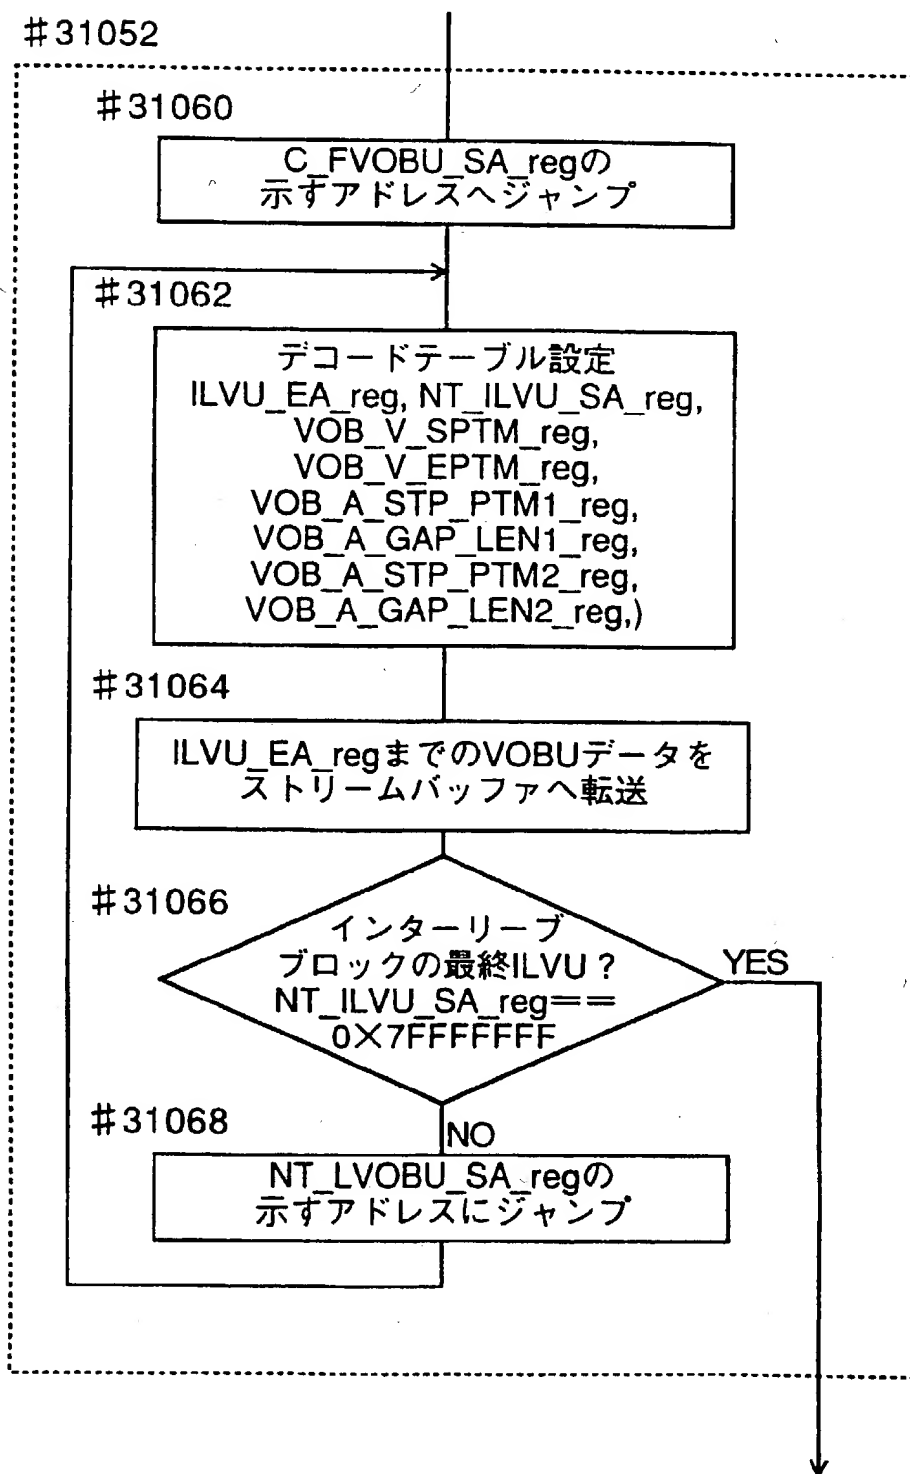 #31052
#31060
C_FVOBU_SA_regの
示すアドレスへジャンプ
#31062
デコードテーブル設定
ILVU_EA_reg, NT_ILVU_SA_reg,
VOB_V_SPTM_reg,
VOB_V_EPTM_reg,
VOB_A_STP_PTM1_reg,
VOB_A_GAP_LEN1_reg,
VOB_A_STP_PTM2_reg,
VOB_A_GAP_LEN2_reg,)
#31064
ILVU_EA_regまでのVOBUデータを
ストリームバッファへ転送
#31066
インターリーブ
ブロックの最終ILVU？
NT_ILVU_SA_reg==
0×7FFFFFFF
YES
#31068
NO
NT_LVOBU_SA_regの
示すアドレスにジャンプ